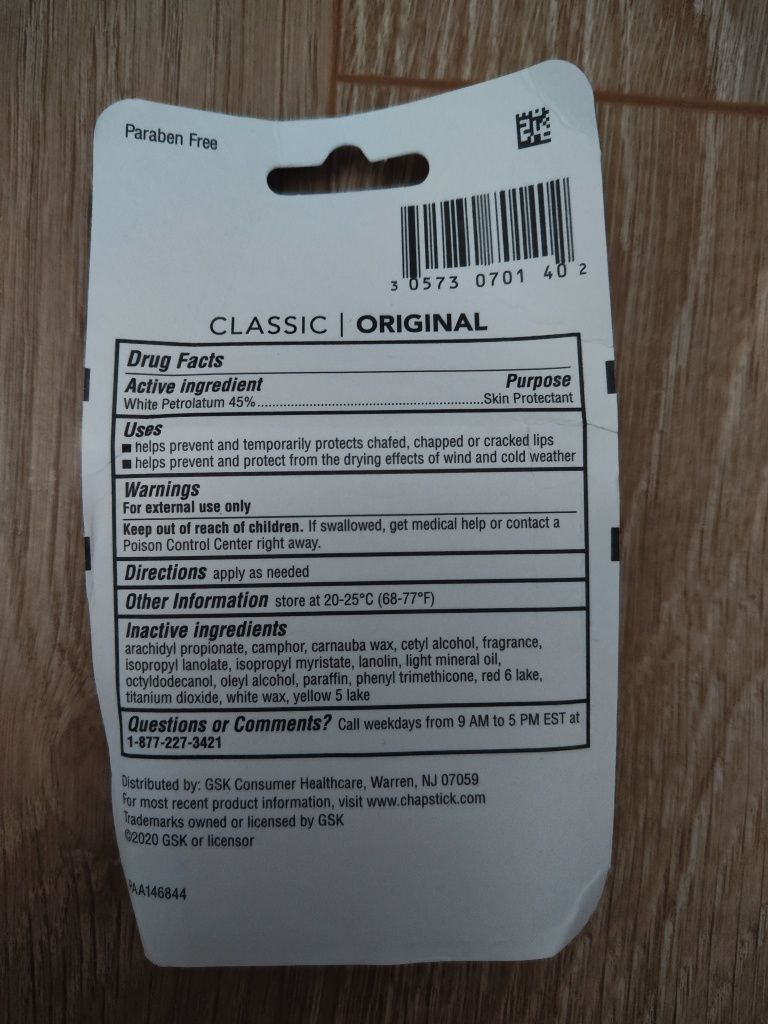 Paraben Free
3 0573 0701 40 2
CLASSIC | ORIGINAL
Drug Facts
Active ingredient Purpose
White Petrolatum 45%......................................................Skin Protectant
Uses
■ helps prevent and temporarily protects chafed, chapped or cracked lips
■ helps prevent and protect from the drying effects of wind and cold weather
Warnings
For external use only
Keep out of reach of children. If swallowed, get medical help or contact a
Poison Control Center right away.
Directions apply as needed
Other Information store at 20-25°C (68-77°F)
Inactive ingredients
arachidyl propionate, camphor, carnauba wax, cetyl alcohol, fragrance,
isopropyl lanolate, isopropyl myristate, lanolin, light mineral oil,
octyldodecanol, oleyl alcohol, paraffin, phenyl trimethicone, red 6 lake,
titanium dioxide, white wax, yellow 5 lake
Questions or Comments? Call weekdays from 9 AM to 5 PM EST at
1-877-227-3421
Distributed by: GSK Consumer Healthcare, Warren, NJ 07059
For most recent product information, visit www.chapstick.com
Trademarks owned or licensed by GSK
©2020 GSK or licensor
PAA146844